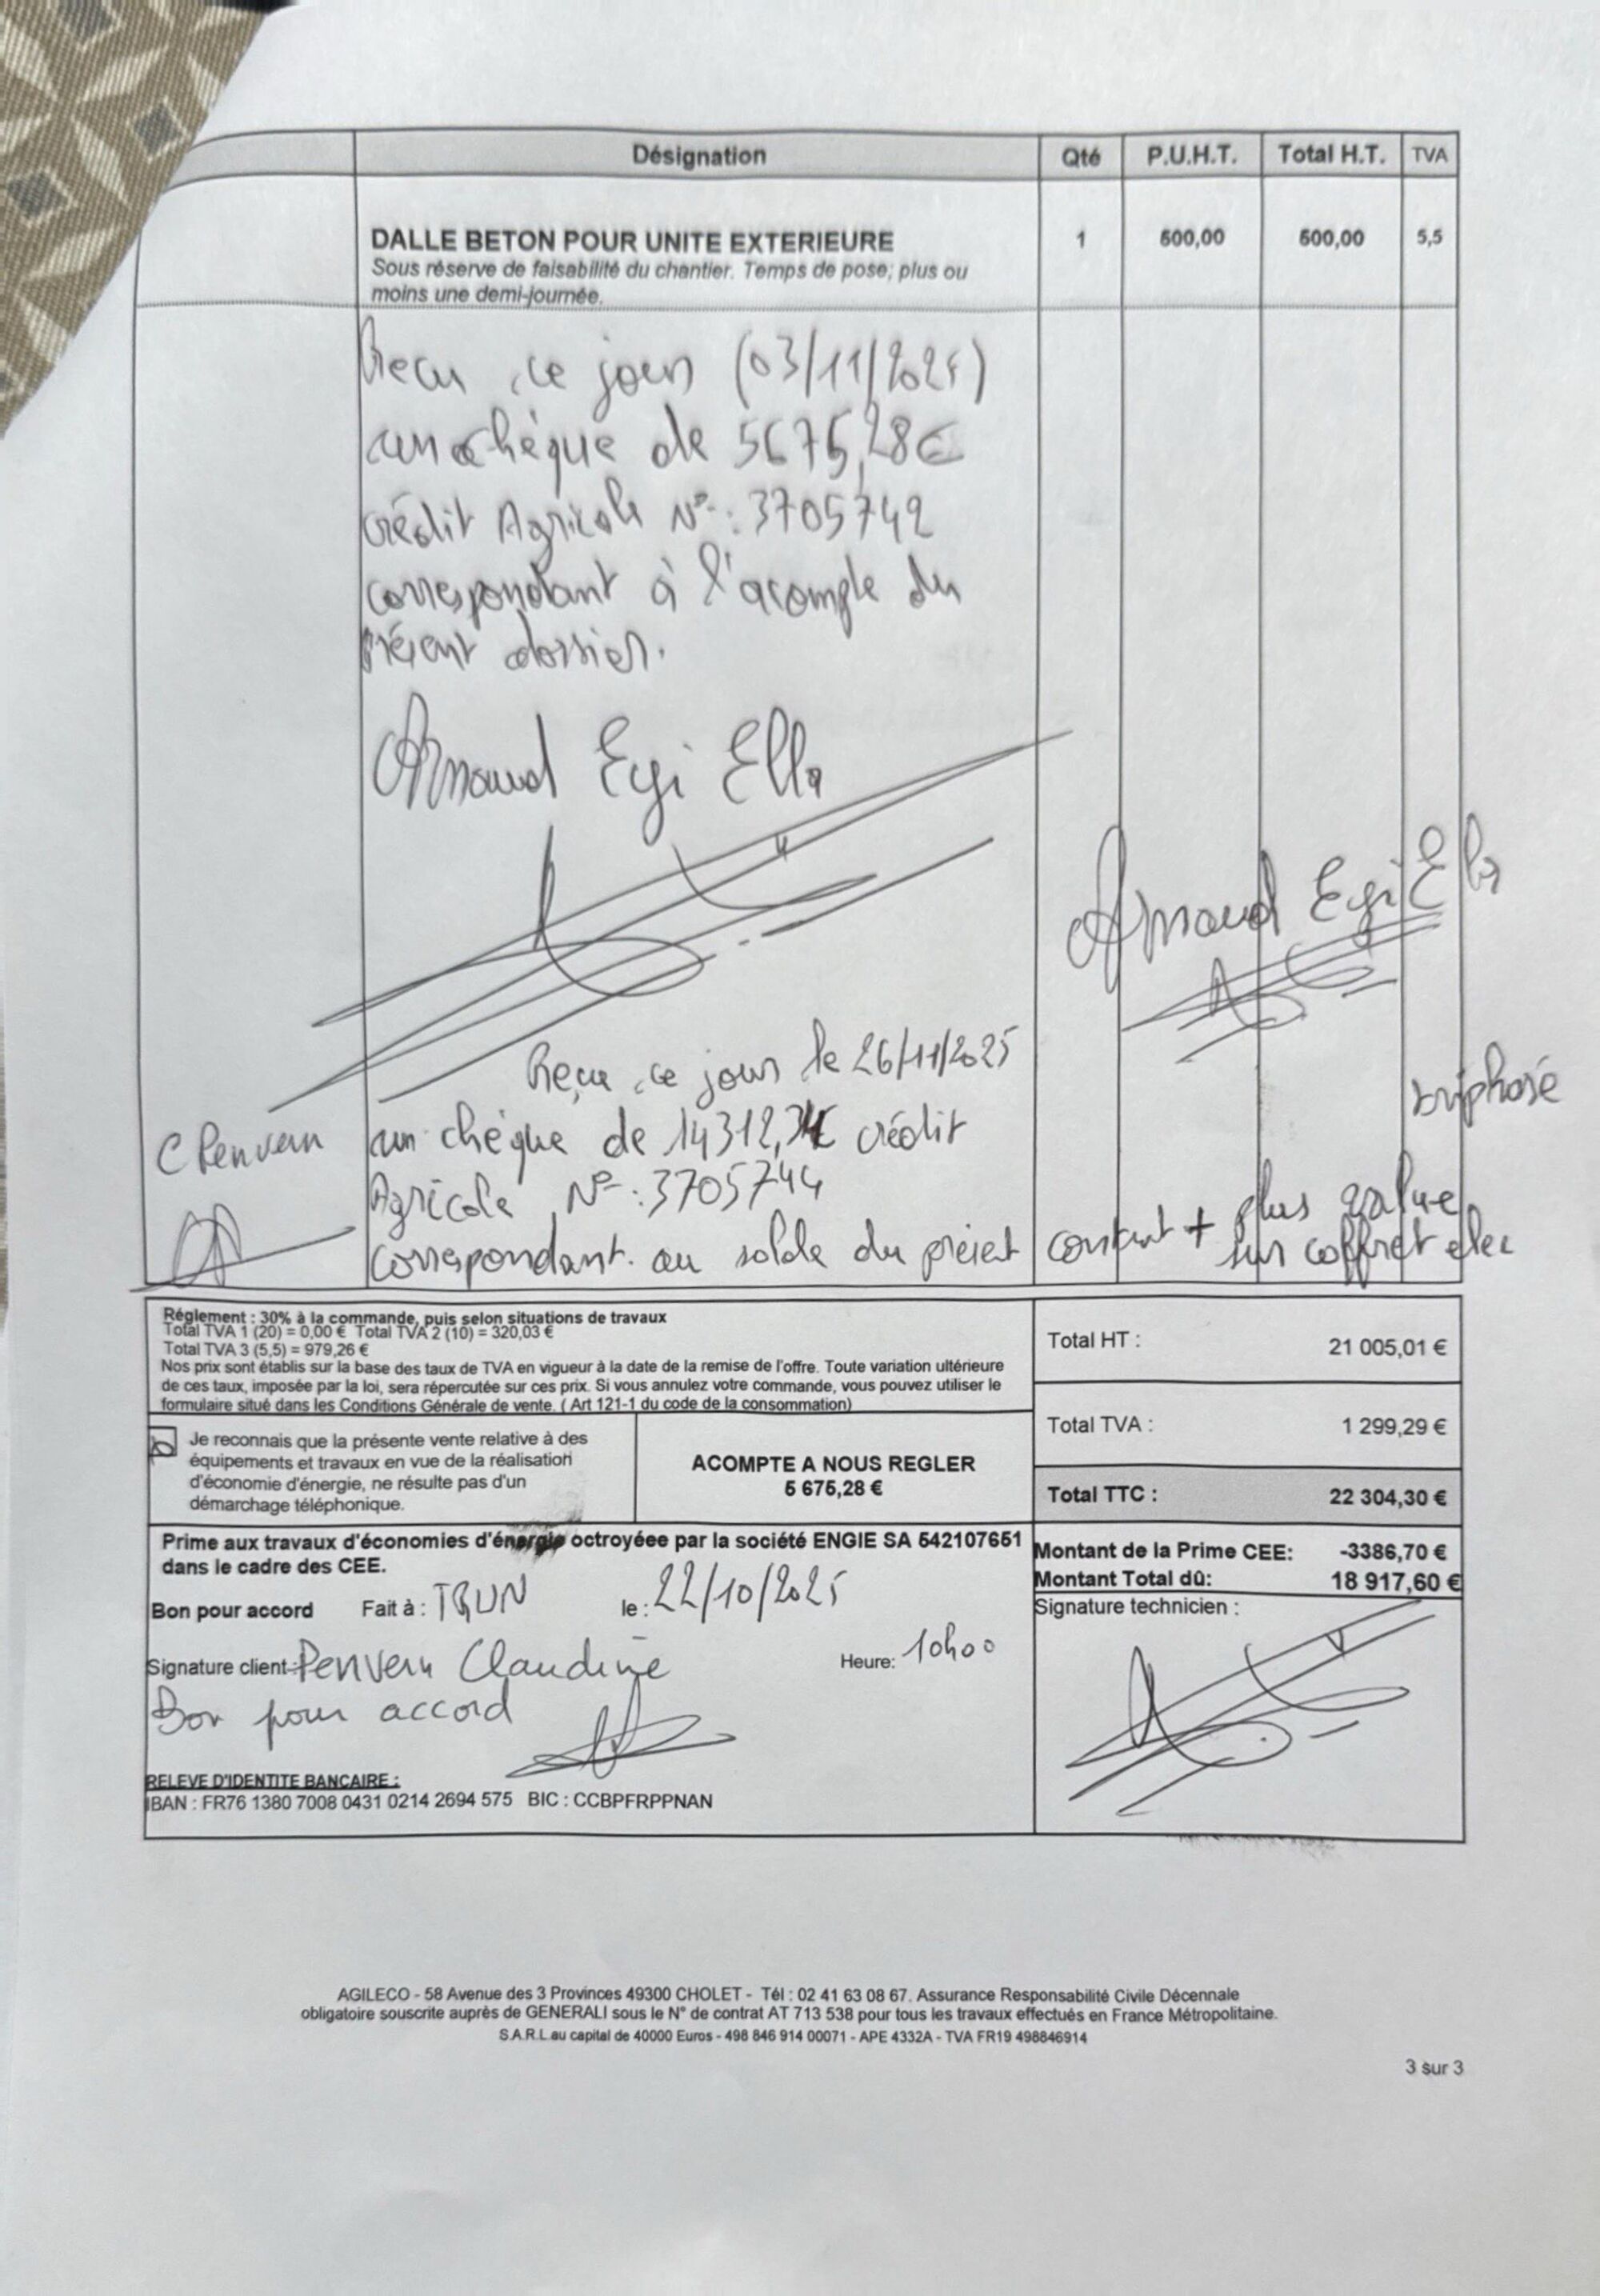 Désignation Qté P.U.H.T. Total H.T. TVA
DALLE BETON POUR UNITE EXTERIEURE 1 600,00 600,00 5,5
Sous réserve de faisabilité du chantier. Temps de pose; plus ou
moins une demi-journée.
Reçu ce jour (03/11/2025)
un chèque de 5675,28€
crédit Agricole N°: 3705742
correspondant à l'acompte du
présent dossier.
Armaud Eyi Ella
Armaud Eyi Ella
Reçu ce jour le 26/11/2025
triphasé
C Penvern
un chèque de 14312,34€ crédit
Agricole N°: 3705744
correspondant au solde du présent contrat + plus value
sur coffret elec
Réglement : 30% à la commande, puis selon situations de travaux
Total TVA 1 (20) = 0,00 € Total TVA 2 (10) = 320,03 €
Total TVA 3 (5,5) = 979,26 €
Nos prix sont établis sur la base des taux de TVA en vigueur à la date de la remise de l'offre. Toute variation ultérieure
de ces taux, imposée par la loi, sera répercutée sur ces prix. Si vous annulez votre commande, vous pouvez utiliser le
formulaire situé dans les Conditions Générale de vente. ( Art 121-1 du code de la consommation)
Total HT : 21 005,01 €
Total TVA : 1 299,29 €
Total TTC : 22 304,30 €
Je reconnais que la présente vente relative à des
équipements et travaux en vue de la réalisation
d'économie d'énergie, ne résulte pas d'un
démarchage téléphonique.
ACOMPTE A NOUS REGLER
5 675,28 €
Prime aux travaux d'économies d'énergie octroyéee par la société ENGIE SA 542107651
dans le cadre des CEE.
Montant de la Prime CEE: -3386,70 €
Montant Total dû: 18 917,60 €
Bon pour accord Fait à : TRUN le : 22/10/2025
Signature technicien :
Signature client : Penvern Claudine Heure: 10h00
Bon pour accord
RELEVE D'IDENTITE BANCAIRE :
IBAN : FR76 1380 7008 0431 0214 2694 575 BIC : CCBPFRPPNAN
AGILECO - 58 Avenue des 3 Provinces 49300 CHOLET - Tél : 02 41 63 08 67. Assurance Responsabilité Civile Décennale
obligatoire souscrite auprès de GENERALI sous le N° de contrat AT 713 538 pour tous les travaux effectués en France Métropolitaine.
S.A.R.L.au capital de 40000 Euros - 498 846 914 00071 - APE 4332A - TVA FR19 498846914
3 sur 3